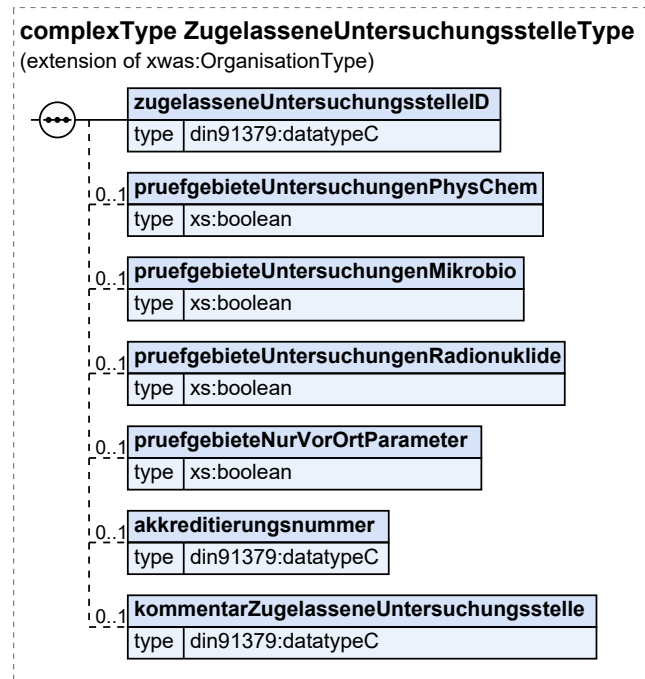 complexType ZugelasseneUntersuchungsstelleType
(extension of xwas:OrganisationType)
zugelasseneUntersuchungsstelleID
type din91379:datatypeC
0..1 pruefgebieteUntersuchungenPhysChem
type xs:boolean
0..1 pruefgebieteUntersuchungenMikrobio
type xs:boolean
0..1 pruefgebieteUntersuchungenRadionuklide
type xs:boolean
0..1 pruefgebieteNurVorOrtParameter
type xs:boolean
0..1 akkreditierungsnummer
type din91379:datatypeC
0..1 kommentarZugelasseneUntersuchungsstelle
type din91379:datatypeC